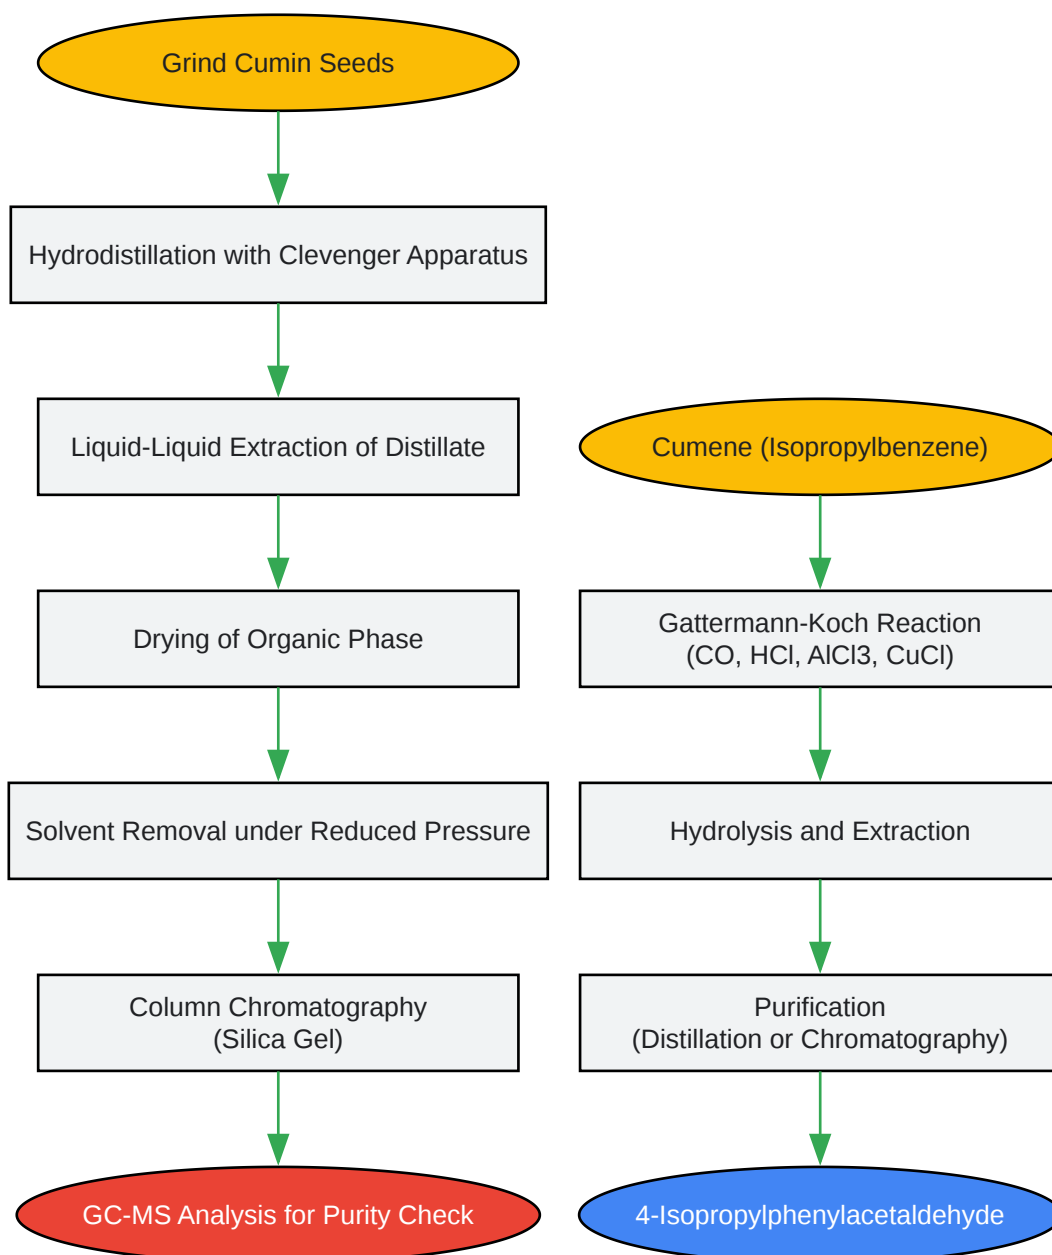 Grind Cumin Seeds
Hydrodistillation with Clevenger Apparatus
Liquid-Liquid Extraction of Distillate
Drying of Organic Phase
Solvent Removal under Reduced Pressure
Column Chromatography
(Silica Gel)
GC-MS Analysis for Purity Check
Cumene (Isopropylbenzene)
Gattermann-Koch Reaction
(CO, HCl, AlCl3, CuCl)
Hydrolysis and Extraction
Purification
(Distillation or Chromatography)
4-Isopropylphenylacetaldehyde